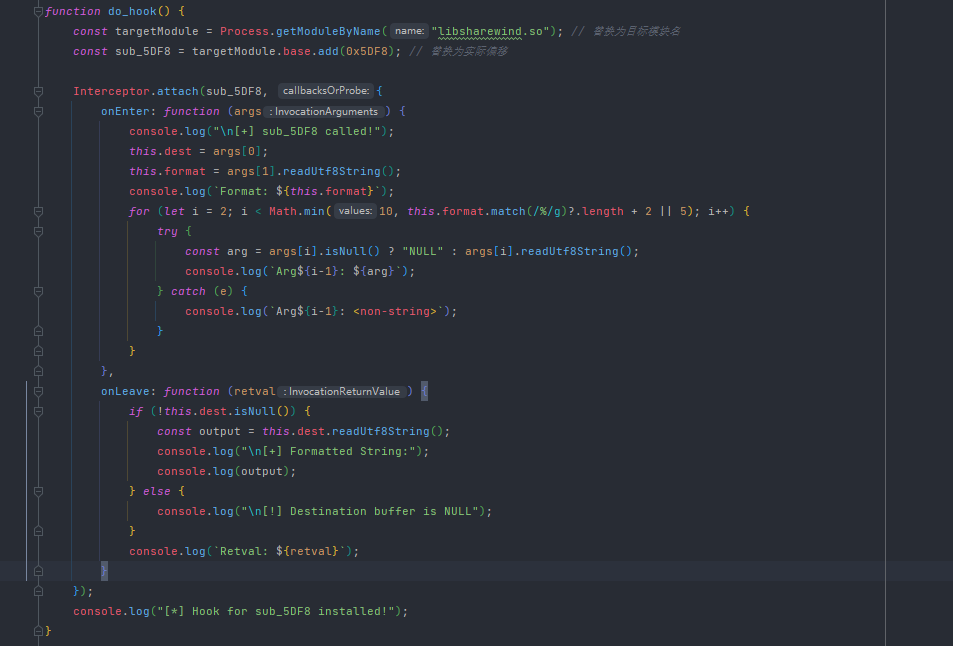 function do_hook() {
const targetModule = Process.getModuleByName( name: "libsharewind.so"); // 替换为目标模块名
const sub_5DF8 = targetModule.base.add(0x5DF8); // 替换为实际偏移
Interceptor.attach(sub_5DF8, callbacksOrProbe: {
onEnter: function (args : InvocationArguments ) {
console.log("\n[+] sub_5DF8 called!");
this.dest = args[0];
this.format = args[1].readUtf8String();
console.log(`Format: ${this.format}`);
for (let i = 2; i < Math.min( values: 10, this.format.match(/%/g)?.length + 2 || 5); i++) {
try {
const arg = args[i].isNull() ? "NULL" : args[i].readUtf8String();
console.log(`Arg${i-1}: ${arg}`);
} catch (e) {
console.log(`Arg${i-1}: <non-string>`);
}
}
},
onLeave: function (retval : InvocationReturnValue ) {
if (!this.dest.isNull()) {
const output = this.dest.readUtf8String();
console.log("\n[+] Formatted String:");
console.log(output);
} else {
console.log("\n[!] Destination buffer is NULL");
}
console.log(`Retval: ${retval}`);
}
});
console.log("[*] Hook for sub_5DF8 installed!");
}